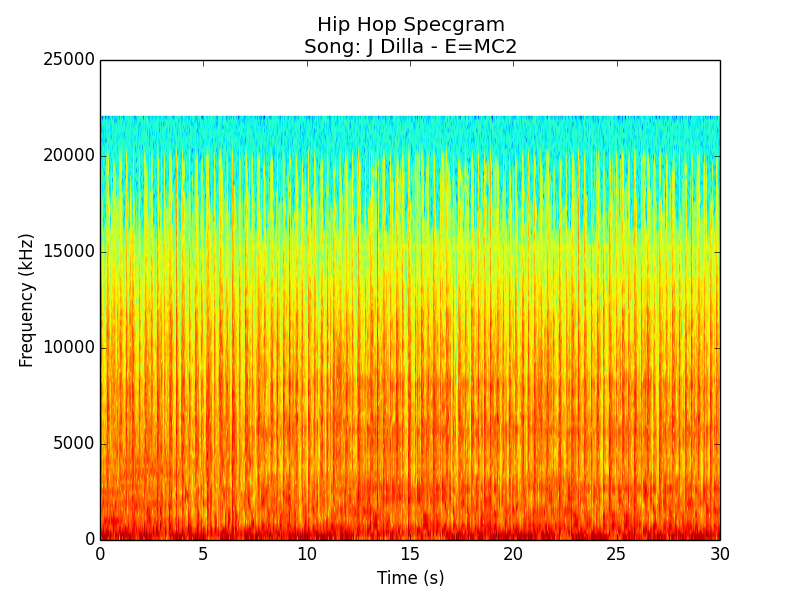 Hip Hop Specgram
Song: J Dilla - E=MC2
25000
20000
15000
10000
5000
0
Frequency (kHz)
0 5 10 15 20 25 30
Time (s)